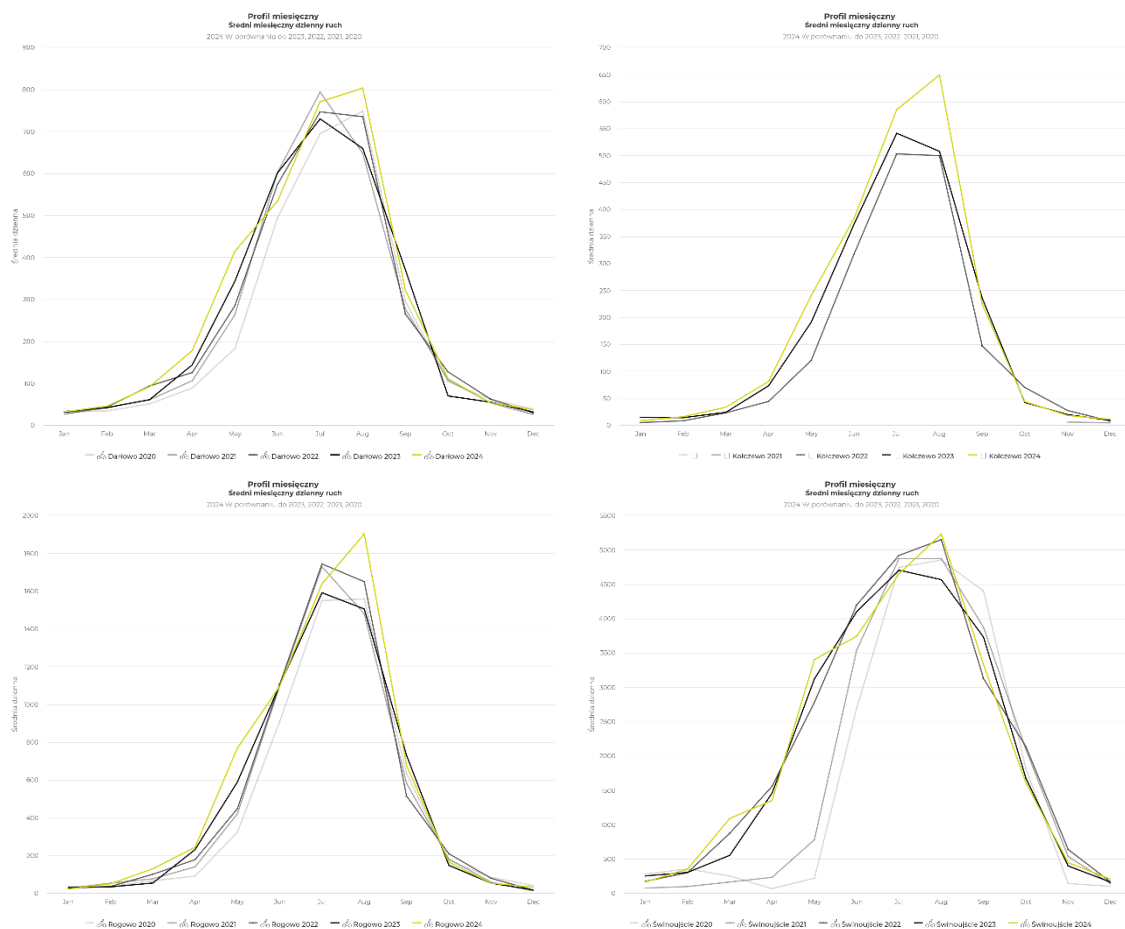 Profil miesięczny
Średni miesięczny dzienny ruch
2024 W porównaniu do 2023, 2022, 2021, 2020
900
800
700
600
500
400
300
200
100
0
Średnia dzienna
Jan Feb Mar Apr May Jun Jul Aug Sep Oct Nov Dec
Darłowo 2020 Darłowo 2021 Darłowo 2022 Darłowo 2023 Darłowo 2024
Profil miesięczny
Średni miesięczny dzienny ruch
2024 W porównaniu do 2023, 2022, 2021, 2020
700
650
600
550
500
450
400
350
300
250
200
150
100
50
0
Średnia dzienna
Jan Feb Mar Apr May Jun Jul Aug Sep Oct Nov Dec
Kołczewo 2021 Kołczewo 2022 Kołczewo 2023 Kołczewo 2024
Profil miesięczny
Średni miesięczny dzienny ruch
2024 W porównaniu do 2023, 2022, 2021, 2020
2000
1800
1600
1400
1200
1000
800
600
400
200
0
Średnia dzienna
Jan Feb Mar Apr May Jun Jul Aug Sep Oct Nov Dec
Rogowo 2020 Rogowo 2021 Rogowo 2022 Rogowo 2023 Rogowo 2024
Profil miesięczny
Średni miesięczny dzienny ruch
2024 W porównaniu do 2023, 2022, 2021, 2020
5500
5000
4500
4000
3500
3000
2500
2000
1500
1000
500
0
Średnia dzienna
Jan Feb Mar Apr May Jun Jul Aug Sep Oct Nov Dec
Świnoujście 2020 Świnoujście 2021 Świnoujście 2022 Świnoujście 2023 Świnoujście 2024